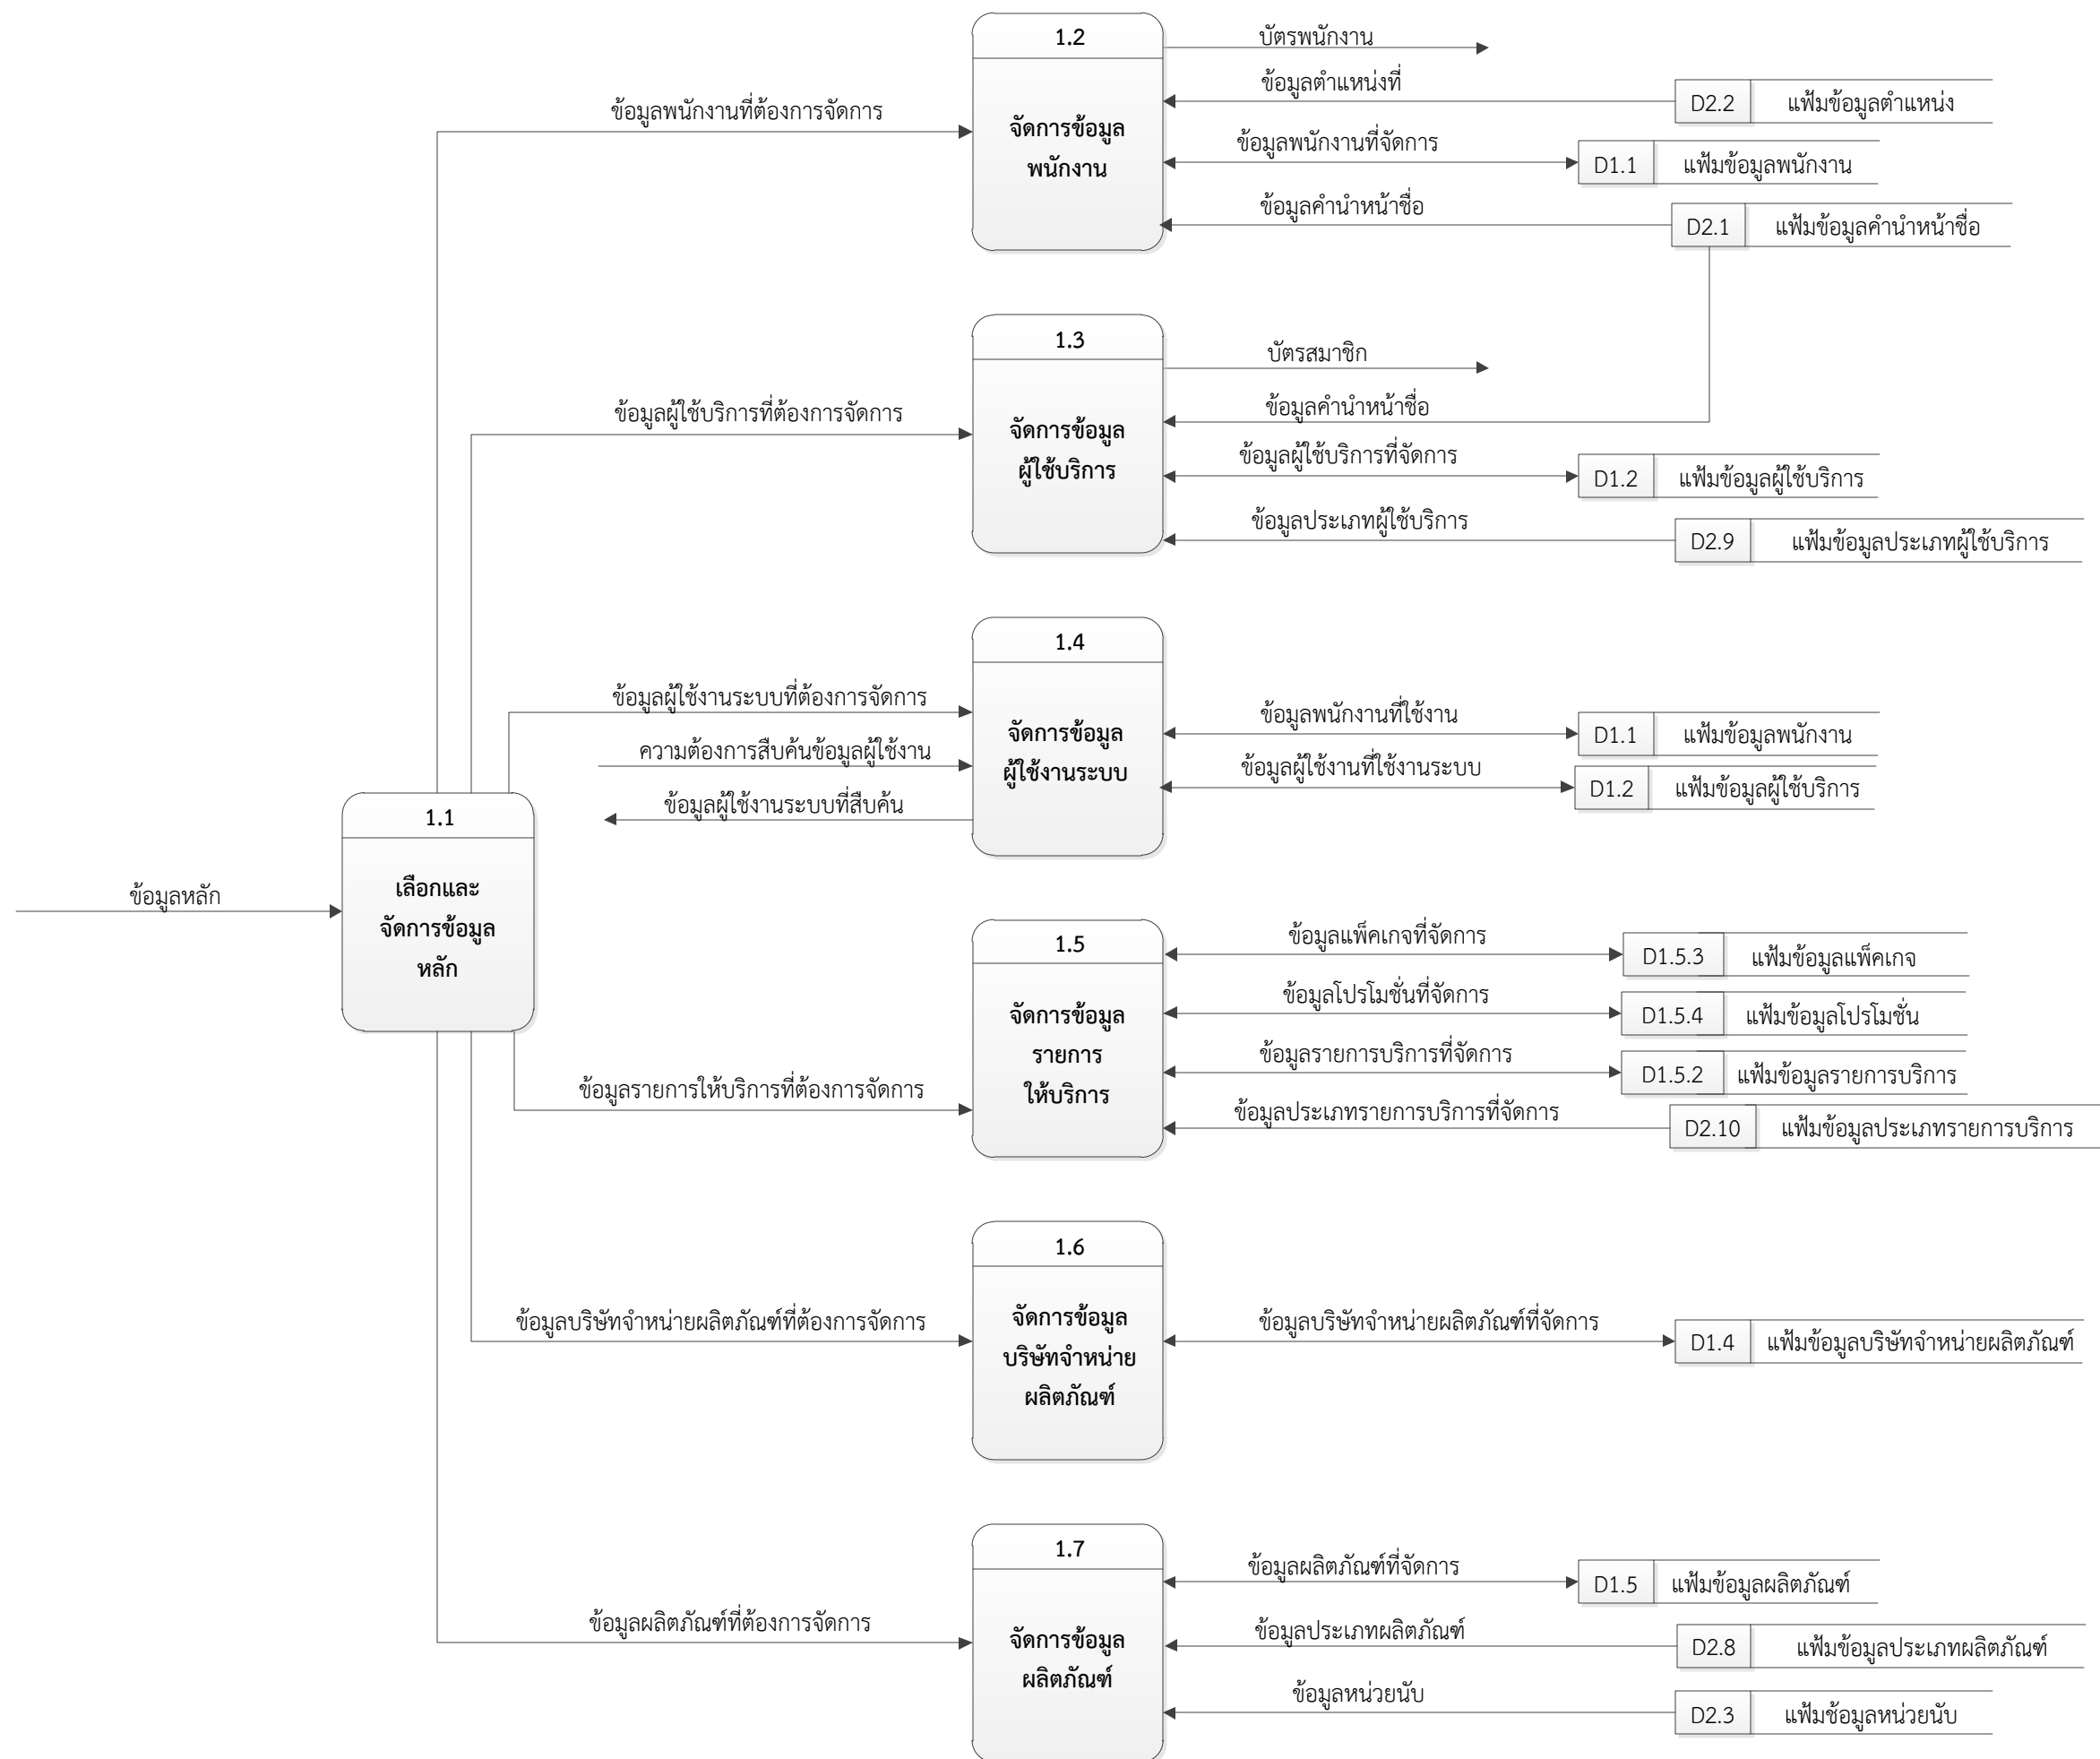 1.2
บัตรพนักงาน
ข้อมูลตำแหน่งที่
D2.2 แฟ้มข้อมูลตำแหน่ง
ข้อมูลพนักงานที่ต้องการจัดการ
จัดการข้อมูล
พนักงาน
ข้อมูลพนักงานที่จัดการ
D1.1 แฟ้มข้อมูลพนักงาน
ข้อมูลคำนำหน้าชื่อ
D2.1 แฟ้มข้อมูลคำนำหน้าชื่อ
1.3
บัตรสมาชิก
ข้อมูลผู้ใช้บริการที่ต้องการจัดการ
ข้อมูลคำนำหน้าชื่อ
จัดการข้อมูล
ผู้ใช้บริการ
ข้อมูลผู้ใช้บริการที่จัดการ
D1.2 แฟ้มข้อมูลผู้ใช้บริการ
ข้อมูลประเภทผู้ใช้บริการ
D2.9 แฟ้มข้อมูลประเภทผู้ใช้บริการ
1.4
ข้อมูลผู้ใช้งานระบบที่ต้องการจัดการ
ความต้องการสืบค้นข้อมูลผู้ใช้งาน
ข้อมูลผู้ใช้งานระบบที่สืบค้น
จัดการข้อมูล
ผู้ใช้งานระบบ
ข้อมูลพนักงานที่ใช้งาน
D1.1 แฟ้มข้อมูลพนักงาน
ข้อมูลผู้ใช้งานที่ใช้งานระบบ
D1.2 แฟ้มข้อมูลผู้ใช้บริการ
1.1
ข้อมูลหลัก
เลือกและ
จัดการข้อมูล
หลัก
1.5
ข้อมูลแพ็คเกจที่จัดการ
D1.5.3 แฟ้มข้อมูลแพ็คเกจ
จัดการข้อมูล
รายการ
ให้บริการ
ข้อมูลโปรโมชั่นที่จัดการ
D1.5.4 แฟ้มข้อมูลโปรโมชั่น
ข้อมูลรายการบริการที่จัดการ
D1.5.2 แฟ้มข้อมูลรายการบริการ
ข้อมูลรายการให้บริการที่ต้องการจัดการ
ข้อมูลประเภทรายการบริการที่จัดการ
D2.10 แฟ้มข้อมูลประเภทรายการบริการ
1.6
ข้อมูลบริษัทจำหน่ายผลิตภัณฑ์ที่ต้องการจัดการ
จัดการข้อมูล
บริษัทจำหน่าย
ผลิตภัณฑ์
ข้อมูลบริษัทจำหน่ายผลิตภัณฑ์ที่จัดการ
D1.4 แฟ้มข้อมูลบริษัทจำหน่ายผลิตภัณฑ์
1.7
ข้อมูลผลิตภัณฑ์ที่จัดการ
D1.5 แฟ้มข้อมูลผลิตภัณฑ์
ข้อมูลผลิตภัณฑ์ที่ต้องการจัดการ
จัดการข้อมูล
ผลิตภัณฑ์
ข้อมูลประเภทผลิตภัณฑ์
D2.8 แฟ้มข้อมูลประเภทผลิตภัณฑ์
ข้อมูลหน่วยนับ
D2.3 แฟ้มช้อมูลหน่วยนับ